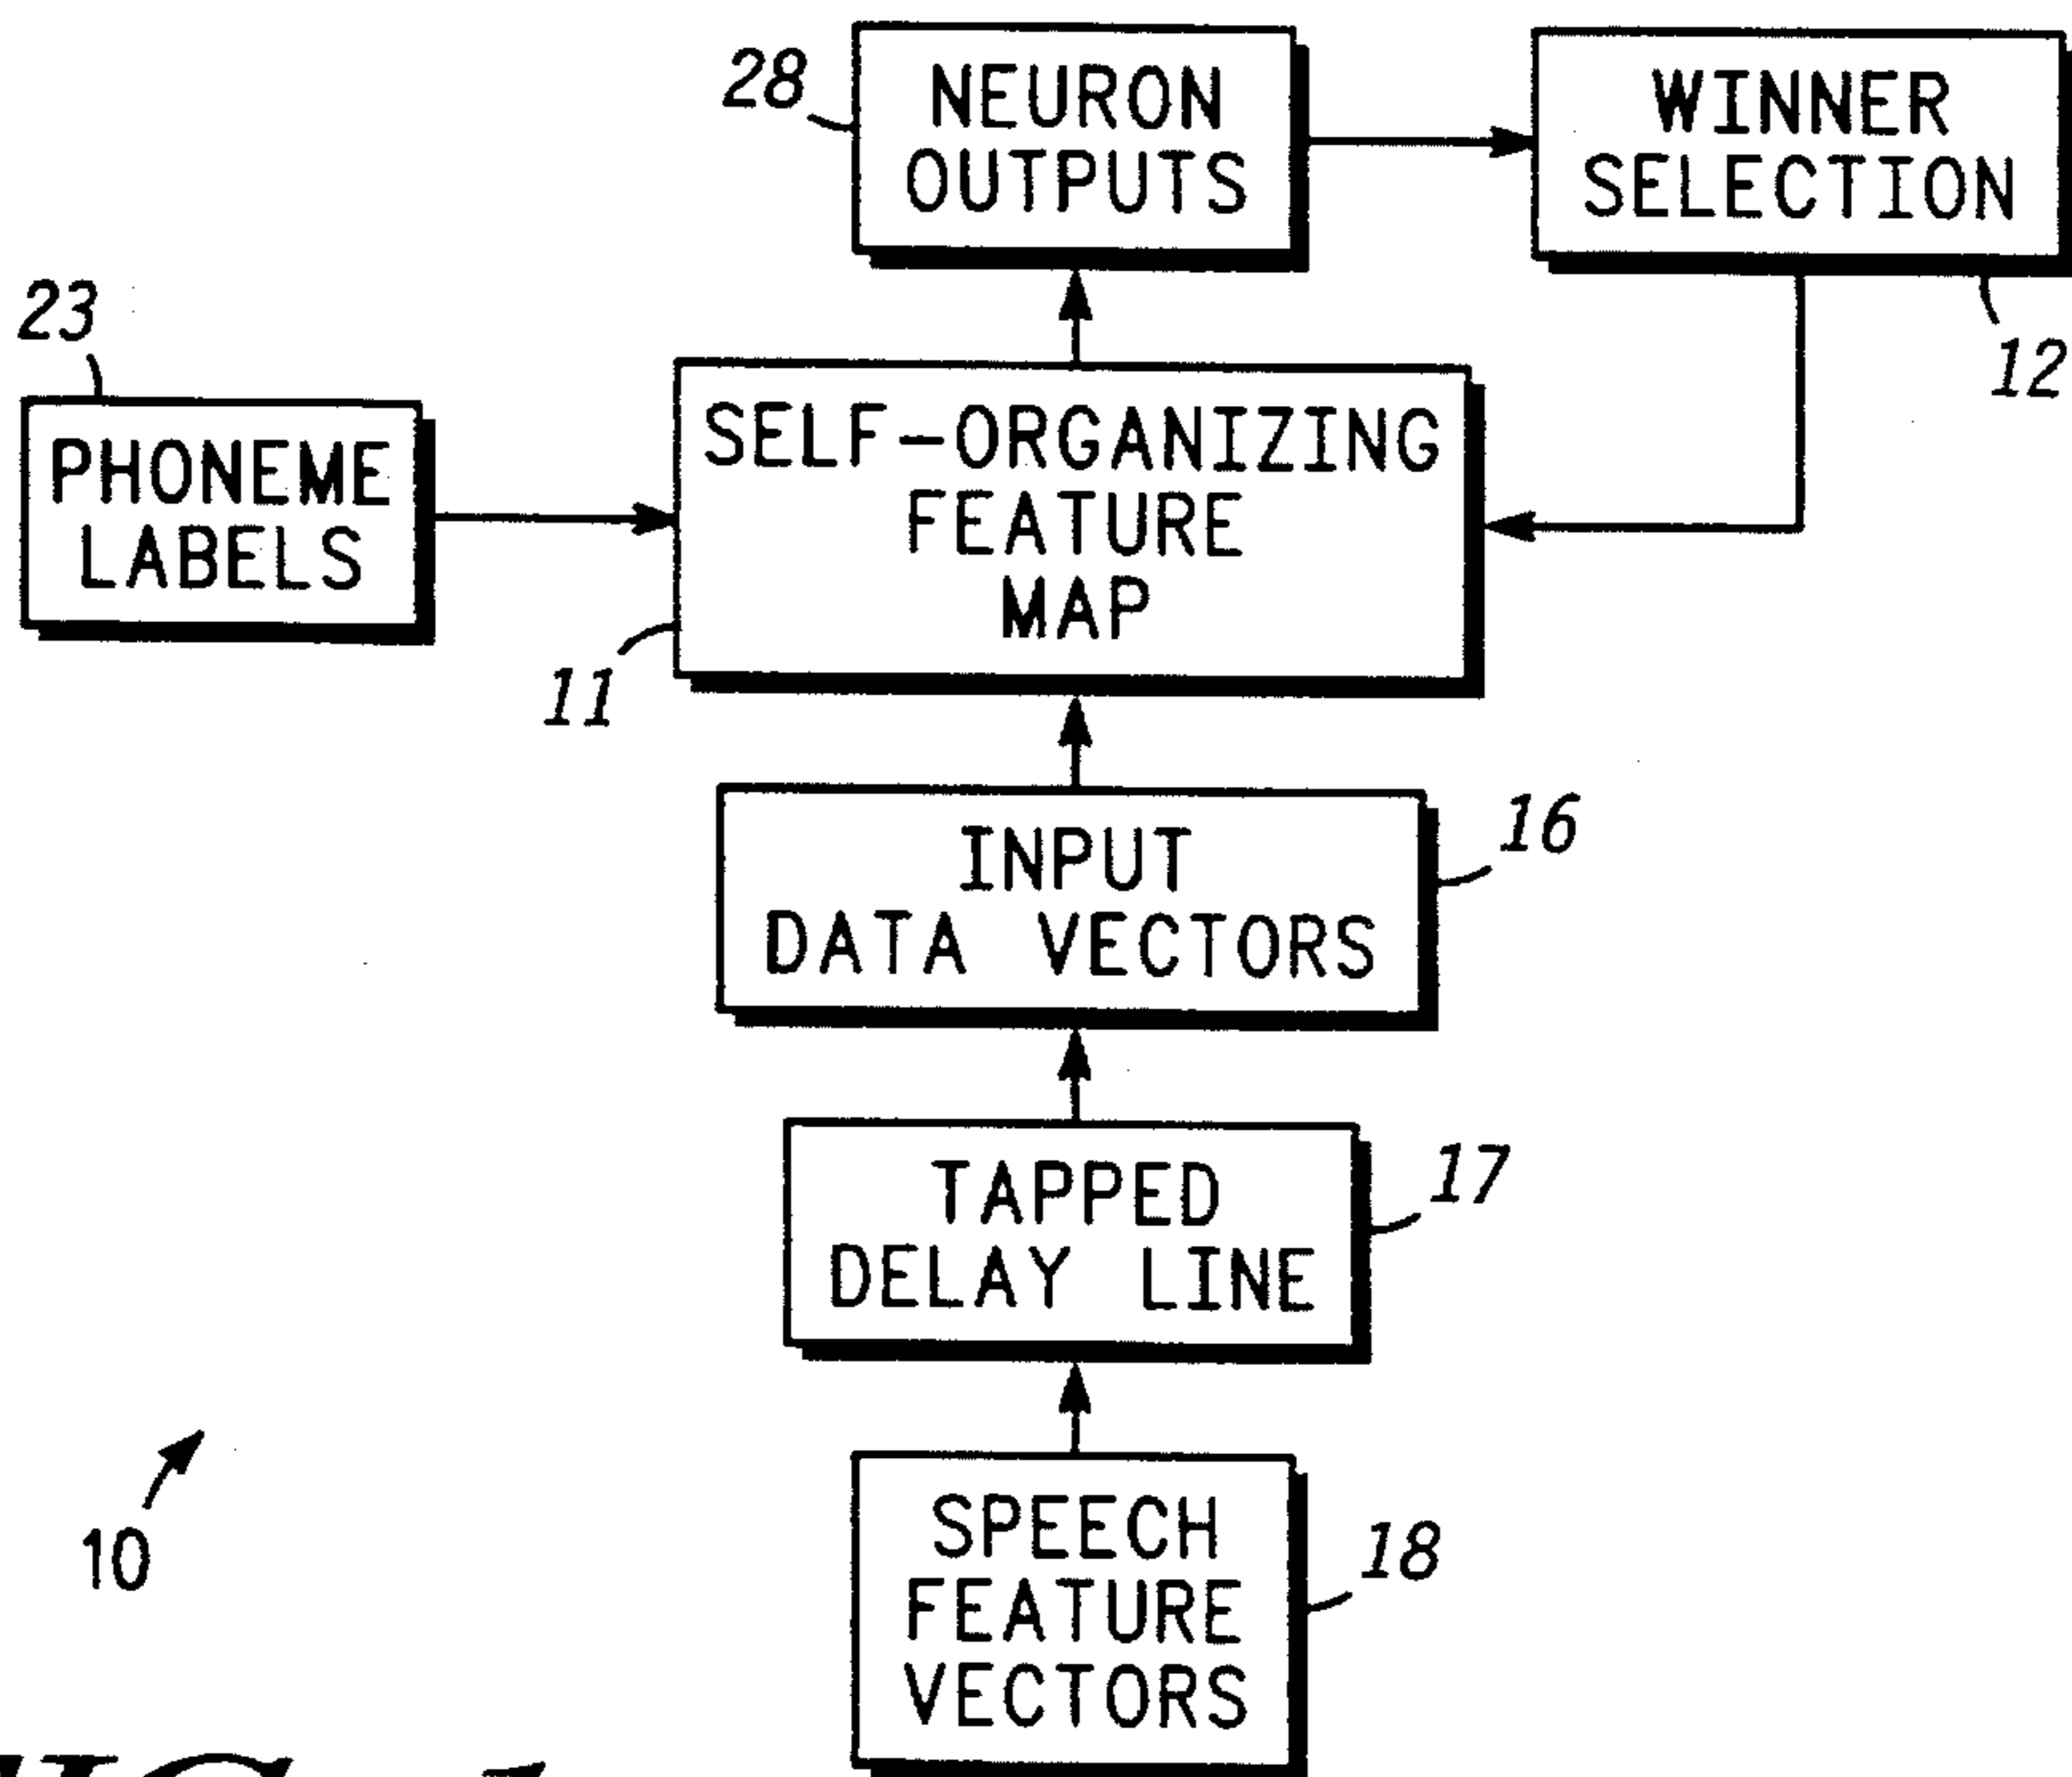 28
NEURON
OUTPUTS
WINNER
SELECTION
12
23
PHONEME
LABELS
SELF-ORGANIZING
FEATURE
MAP
11
INPUT
DATA VECTORS
16
TAPPED
DELAY LINE
17
SPEECH
FEATURE
VECTORS
18
10